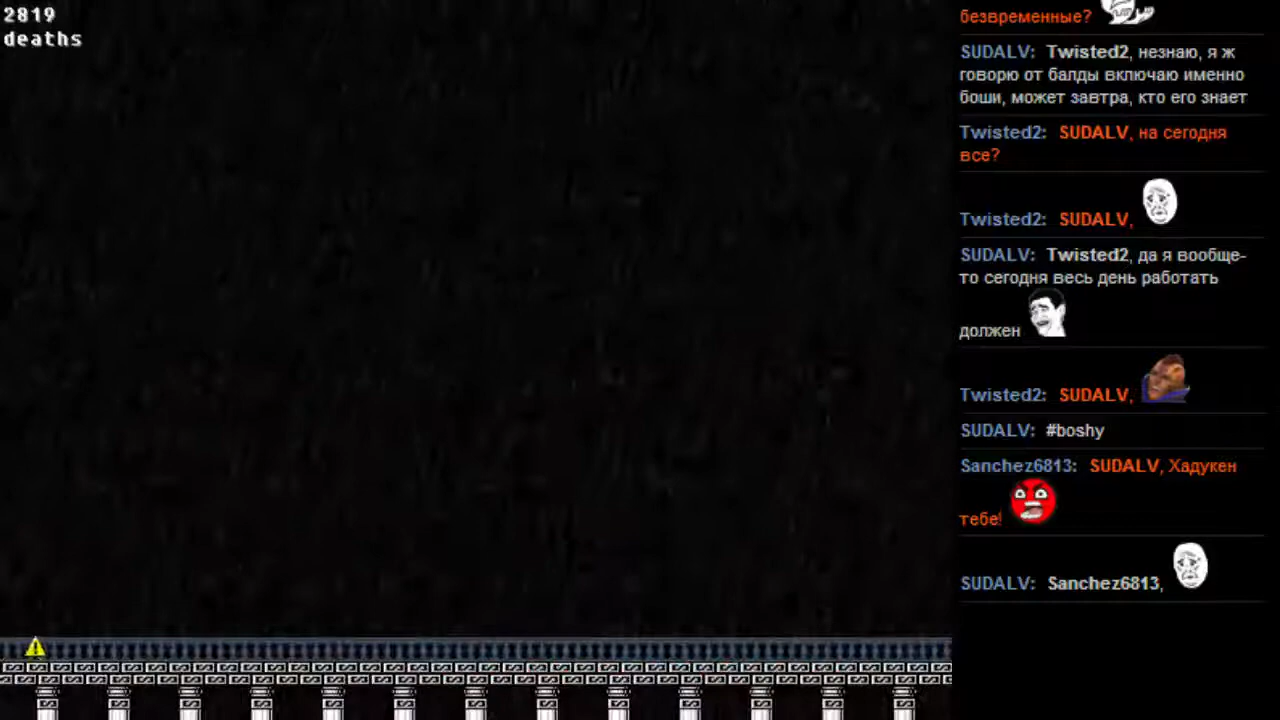 2819
deaths
безвременные?
SUDALV: Twisted2, незнаю, я ж
говорю от балды включаю именно
боши, может завтра, кто его знает
Twisted2: SUDALV, на сегодня
все?
Twisted2: SUDALV,
SUDALV: Twisted2, да я вообще-
то сегодня весь день работать
должен
Twisted2: SUDALV,
SUDALV: #boshy
Sanchez6813: SUDALV, Хадукен
тебе!
SUDALV: Sanchez6813,